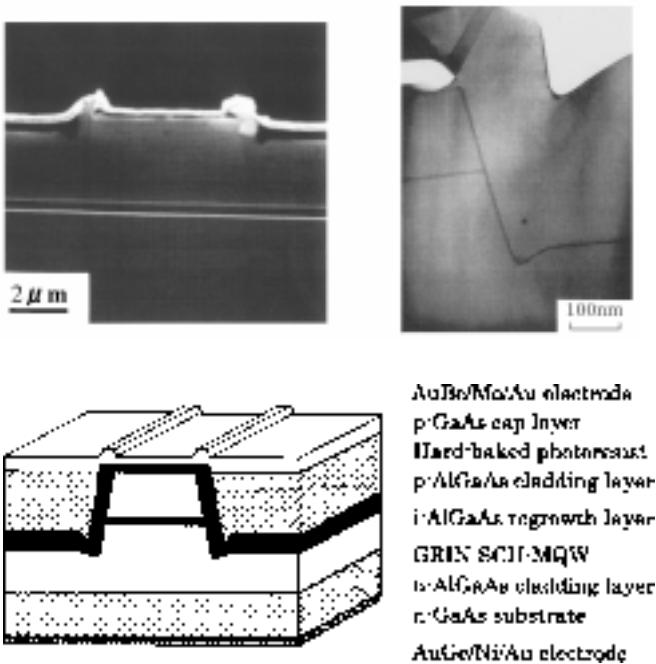 2 μ m
100nm
AuBe/Mo/Au electrode
p-GaAs cap layer
Hard-baked photoresist
p-AlGaAs cladding layer
i-AlGaAs regrowth layer
GRIN SCH-MQW
n-AlGaAs cladding layer
n-GaAs substrate
AuGe/Ni/Au electrode